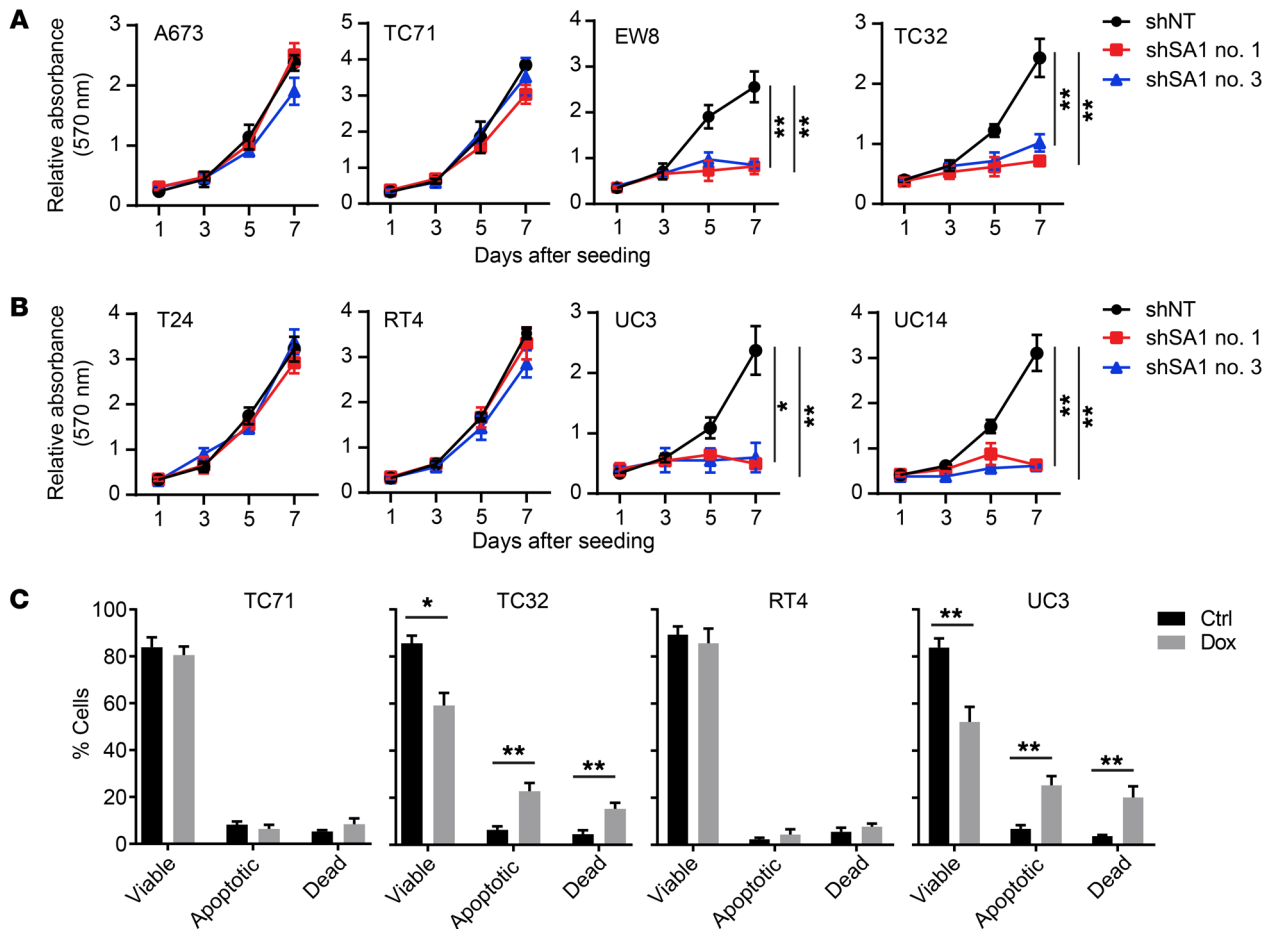 A
A673
TC71
EW8
TC32
shNT
shSA1 no. 1
shSA1 no. 3
Relative absorbance
(570 nm)
3
2
1
0
5
4
3
2
1
0
4
3
2
1
0
3
2
1
0
** **
** **
1 3 5 7
1 3 5 7
1 3 5 7
1 3 5 7
Days after seeding
B
T24
RT4
UC3
UC14
shNT
shSA1 no. 1
shSA1 no. 3
Relative absorbance
(570 nm)
4
3
2
1
0
4
3
2
1
0
3
2
1
0
4
3
2
1
0
* **
** **
1 3 5 7
1 3 5 7
1 3 5 7
1 3 5 7
Days after seeding
C
TC71
TC32
RT4
UC3
Ctrl
Dox
% Cells
100
80
60
40
20
0
* ** **
** ** **
Viable Apoptotic Dead
Viable Apoptotic Dead
Viable Apoptotic Dead
Viable Apoptotic Dead